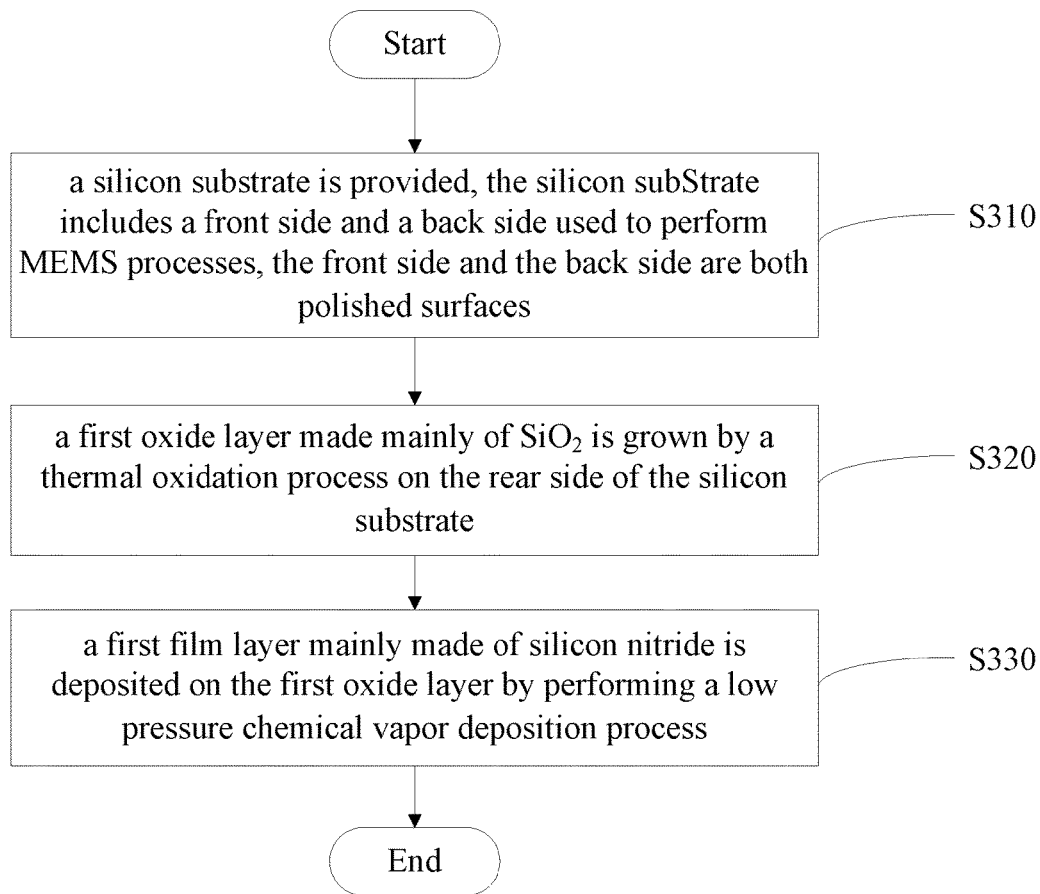 Start
a silicon substrate is provided, the silicon subStrate
includes a front side and a back side used to perform
MEMS processes, the front side and the back side are both
polished surfaces
S310
a first oxide layer made mainly of SiO₂ is grown by a
thermal oxidation process on the rear side of the silicon
substrate
S320
a first film layer mainly made of silicon nitride is
deposited on the first oxide layer by performing a low
pressure chemical vapor deposition process
S330
End